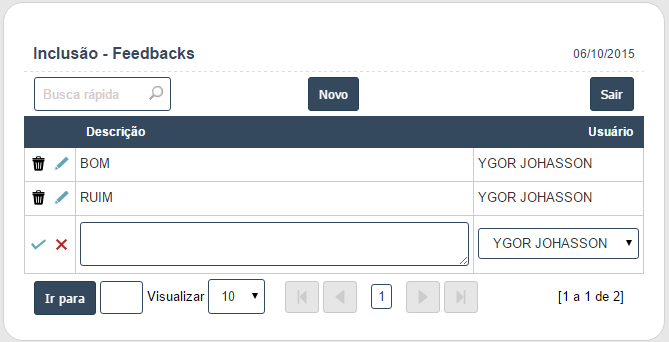 Inclusão - Feedbacks 06/10/2015
Busca rápida Novo Sair
Descrição Usuário
BOM YGOR JOHASSON
RUIM YGOR JOHASSON
YGOR JOHASSON
Ir para Visualizar 10 1 [1 a 1 de 2]